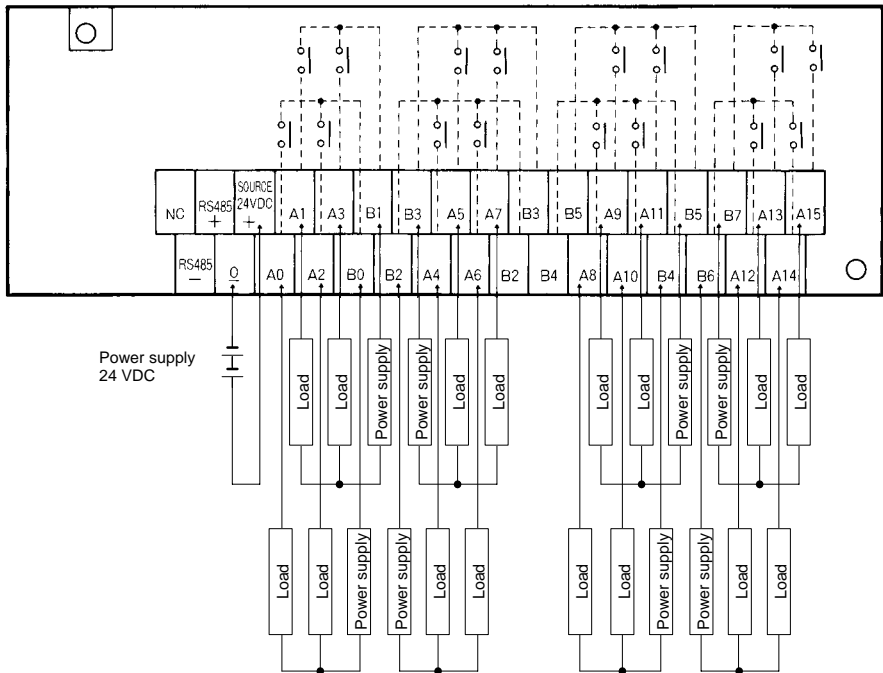 SOURCE
NC RS485 24VDC A1 A3 B1 B3 A5 A7 B3 B5 A9 A11 B5 B7 A13 A15
+ +
RS485 0 A0 A2 B0 B2 A4 A6 B2 B4 A8 A10 B4 B6 A12 A14
− −
Power supply
24 VDC
Load
Load
Power supply
Power supply
Load
Load
Load
Load
Power supply
Power supply
Load
Load
Load
Load
Power supply
Power supply
Load
Load
Load
Load
Power supply
Power supply
Load
Load